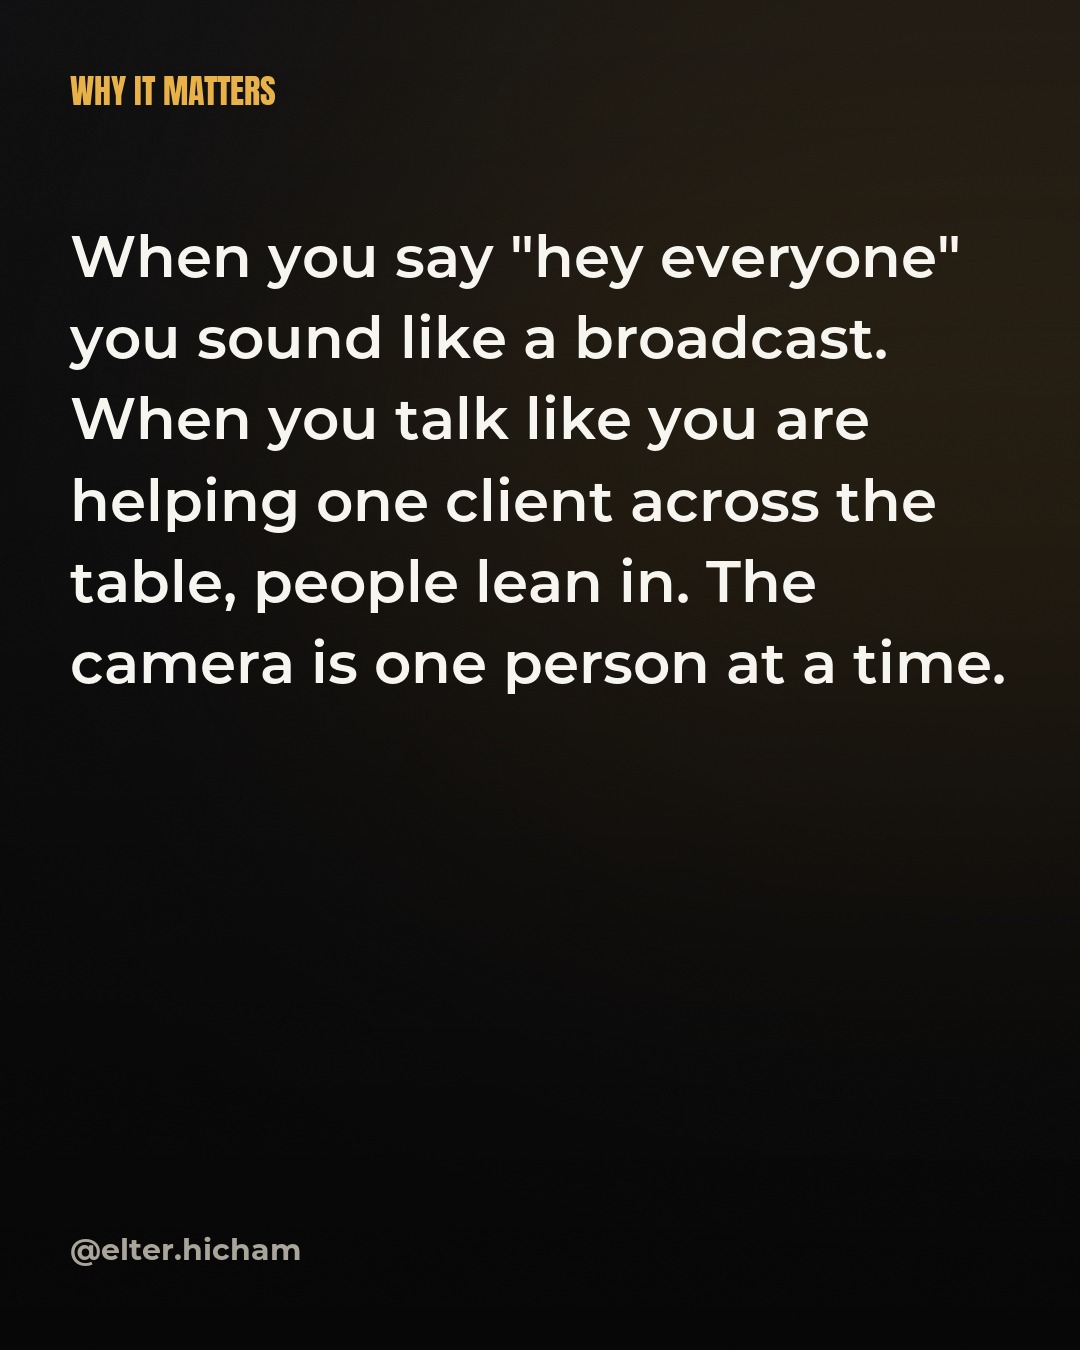 WHY IT MATTERS
When you say "hey everyone"
you sound like a broadcast.
When you talk like you are
helping one client across the
table, people lean in. The
camera is one person at a time.
@elter.hicham